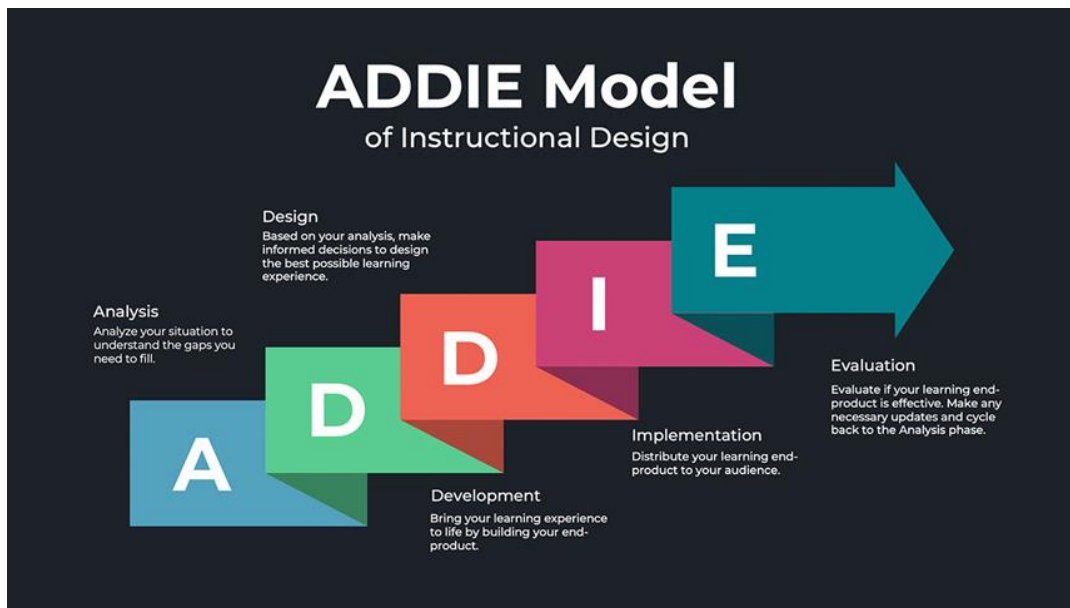 ADDIE Model
of Instructional Design
Analysis
Analyze your situation to
understand the gaps you
need to fill.
Design
Based on your analysis, make
informed decisions to design
the best possible learning
experience.
A
D
D
I
E
Development
Bring your learning experience
to life by building your end-
product.
Implementation
Distribute your learning end-
product to your audience.
Evaluation
Evaluate if your learning end-
product is effective. Make any
necessary updates and cycle
back to the Analysis phase.